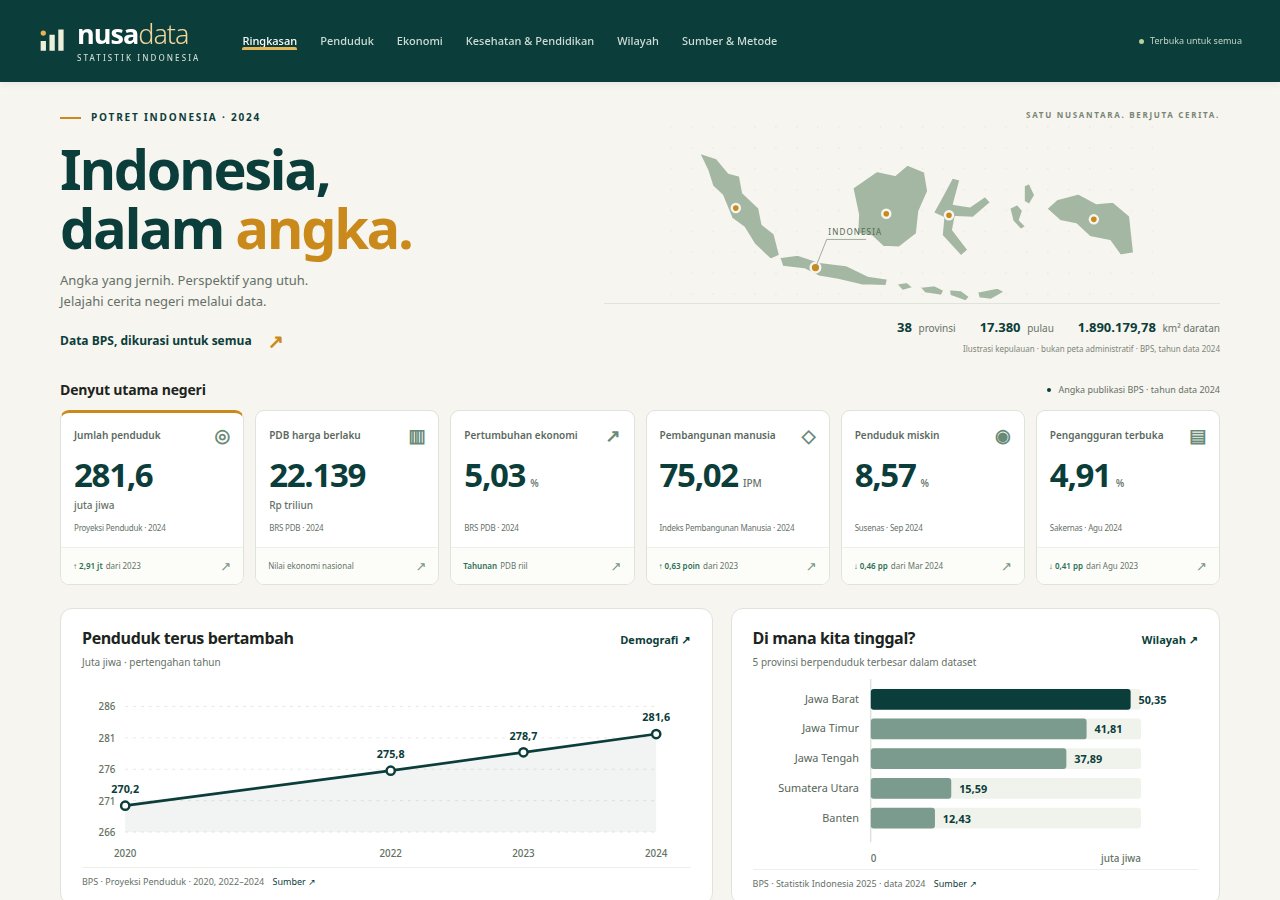 nusadata
STATISTIK INDONESIA
Ringkasan
Penduduk
Ekonomi
Kesehatan & Pendidikan
Wilayah
Sumber & Metode
Terbuka untuk semua
POTRET INDONESIA · 2024
SATU NUSANTARA. BERJUTA CERITA.
Indonesia,
dalam angka.
Angka yang jernih. Perspektif yang utuh.
Jelajahi cerita negeri melalui data.
Data BPS, dikurasi untuk semua ↗
INDONESIA
38 provinsi 17.380 pulau 1.890.179,78 km² daratan
Ilustrasi kepulauan · bukan peta administratif · BPS, tahun data 2024
Denyut utama negeri
Angka publikasi BPS · tahun data 2024
Jumlah penduduk
281,6
juta jiwa
Proyeksi Penduduk · 2024
↑ 2,91 jt dari 2023 ↗
PDB harga berlaku
22.139
Rp triliun
BRS PDB · 2024
Nilai ekonomi nasional ↗
Pertumbuhan ekonomi ↗
5,03 %
BRS PDB · 2024
Tahunan PDB riil ↗
Pembangunan manusia
75,02 IPM
Indeks Pembangunan Manusia · 2024
↑ 0,63 poin dari 2023 ↗
Penduduk miskin
8,57 %
Susenas · Sep 2024
↓ 0,46 pp dari Mar 2024 ↗
Pengangguran terbuka
4,91 %
Sakernas · Agu 2024
↓ 0,41 pp dari Agu 2023 ↗
Penduduk terus bertambah
Demografi ↗
Juta jiwa · pertengahan tahun
286
281
276
271
266
270,2
275,8
278,7
281,6
2020
2022
2023
2024
BPS · Proyeksi Penduduk · 2020, 2022–2024 Sumber ↗
Di mana kita tinggal?
Wilayah ↗
5 provinsi berpenduduk terbesar dalam dataset
Jawa Barat 50,35
Jawa Timur 41,81
Jawa Tengah 37,89
Sumatera Utara 15,59
Banten 12,43
0 juta jiwa
BPS · Statistik Indonesia 2025 · data 2024 Sumber ↗